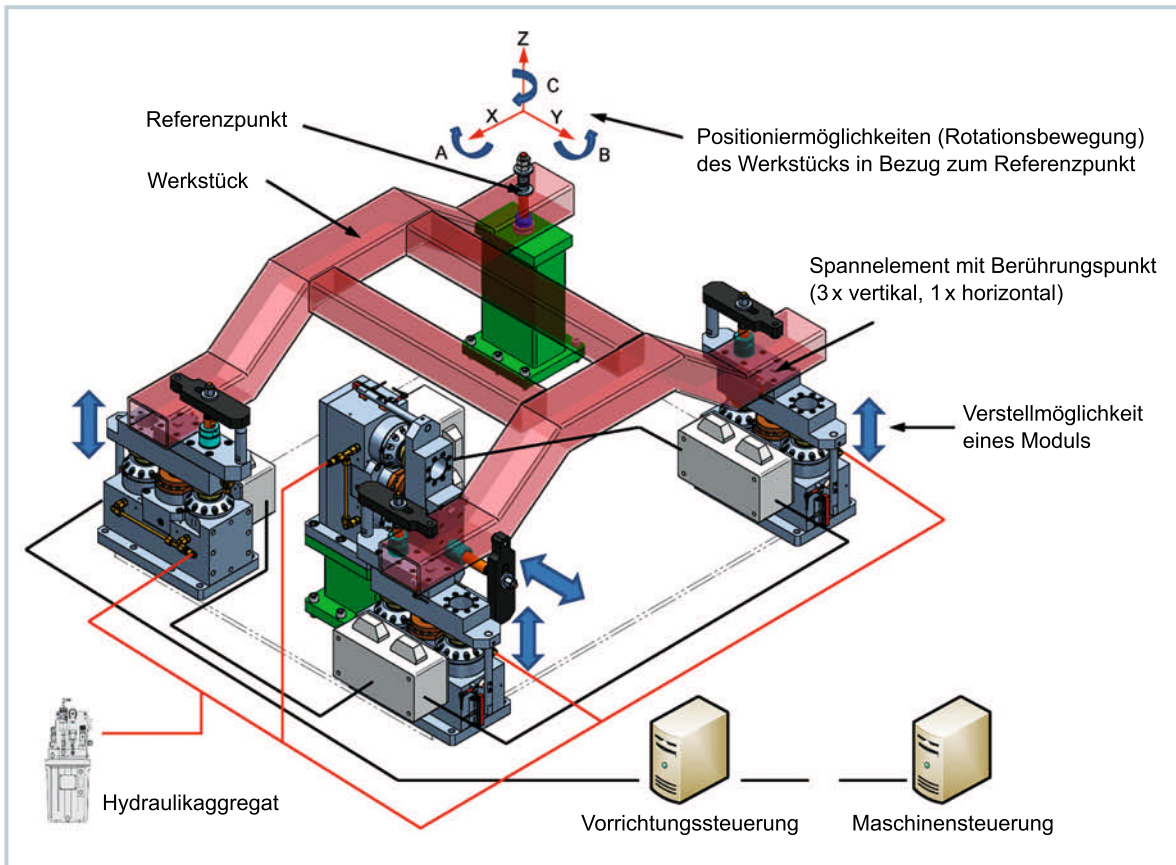 Z
C
X
Y
A
B
Referenzpunkt
Positioniermöglichkeiten (Rotationsbewegung)
des Werkstücks in Bezug zum Referenzpunkt
Werkstück
Spannelement mit Berührungspunkt
(3 x vertikal, 1 x horizontal)
Verstellmöglichkeit
eines Moduls
Hydraulikaggregat
Vorrichtungssteuerung
Maschinensteuerung